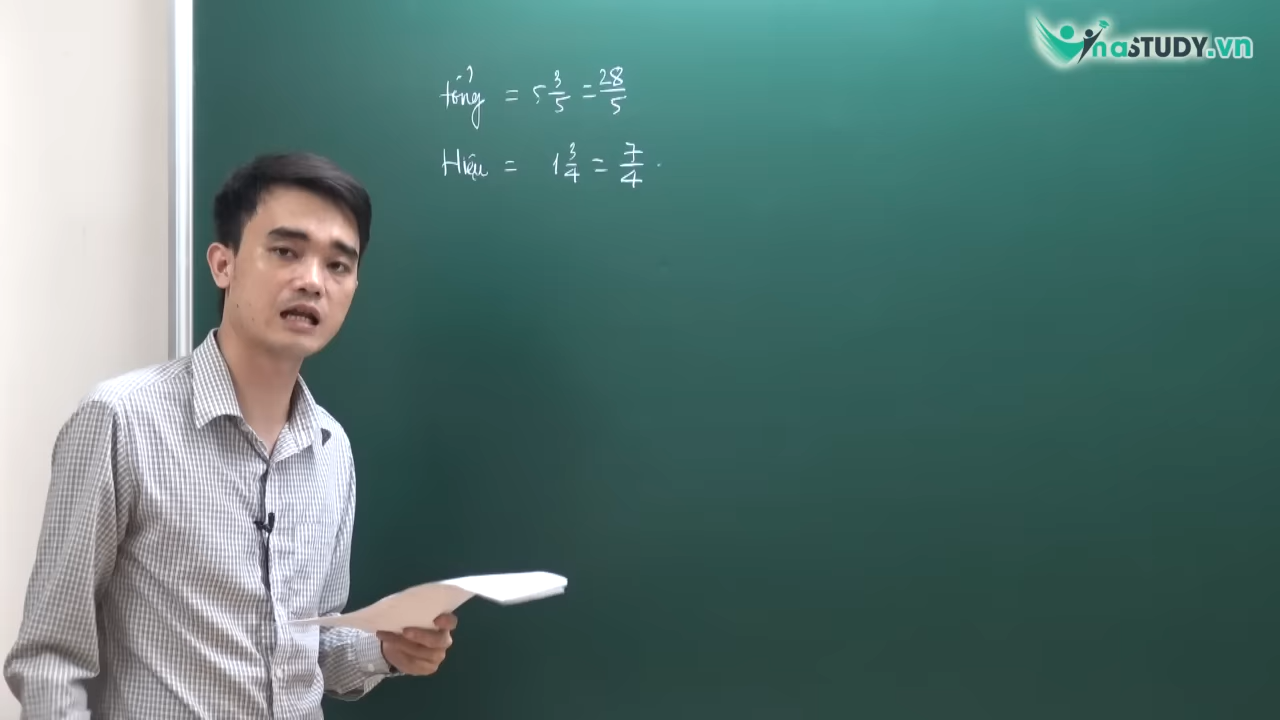 VinaSTUDY.vn
tổng = 5 3/5 = 28/5
Hiệu = 1 3/4 = 7/4.